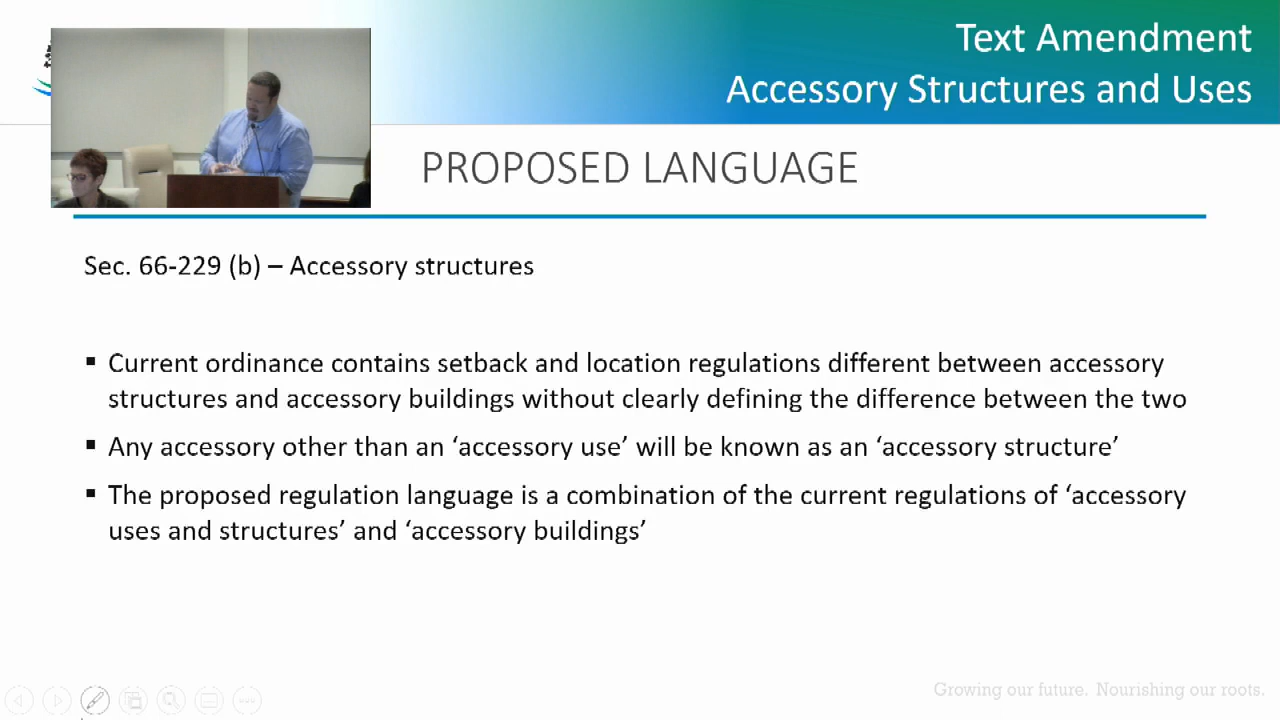 Text Amendment
Accessory Structures and Uses
PROPOSED LANGUAGE
Sec. 66-229 (b) – Accessory structures
▪ Current ordinance contains setback and location regulations different between accessory
structures and accessory buildings without clearly defining the difference between the two
▪ Any accessory other than an ‘accessory use’ will be known as an ‘accessory structure’
▪ The proposed regulation language is a combination of the current regulations of ‘accessory
uses and structures’ and ‘accessory buildings’
Growing our future. Nourishing our roots.